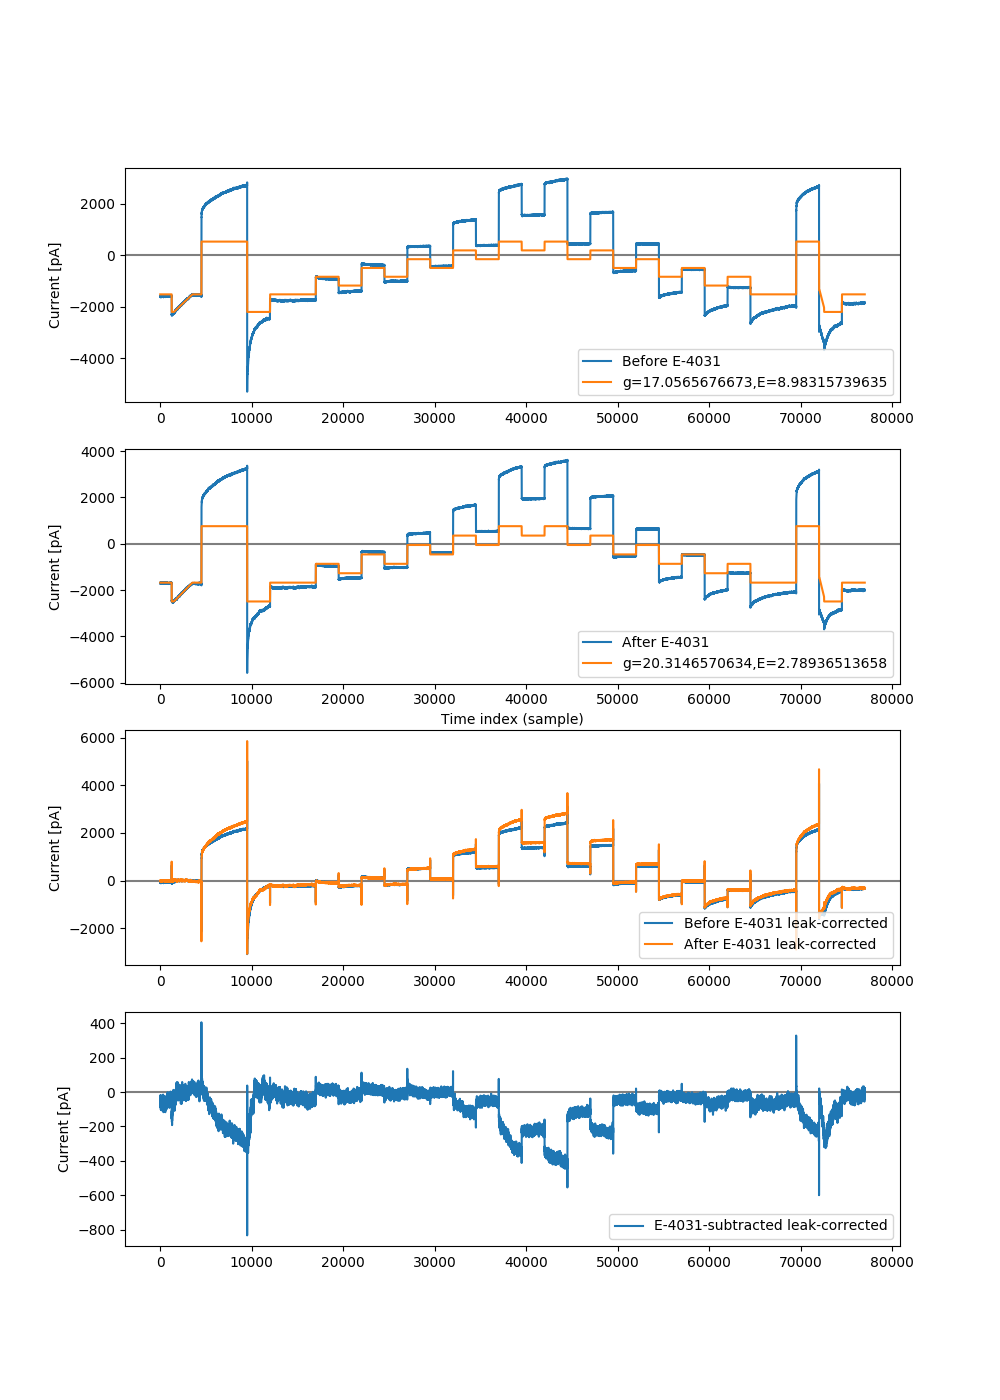 2000
0
−2000
−4000
Current [pA]
Before E-4031
g=17.0565676673,E=8.98315739635
0 10000 20000 30000 40000 50000 60000 70000 80000
4000
2000
0
−2000
−4000
−6000
Current [pA]
After E-4031
g=20.3146570634,E=2.78936513658
0 10000 20000 30000 40000 50000 60000 70000 80000
Time index (sample)
6000
4000
2000
0
−2000
Current [pA]
Before E-4031 leak-corrected
After E-4031 leak-corrected
0 10000 20000 30000 40000 50000 60000 70000 80000
400
200
0
−200
−400
−600
−800
Current [pA]
E-4031-subtracted leak-corrected
0 10000 20000 30000 40000 50000 60000 70000 80000